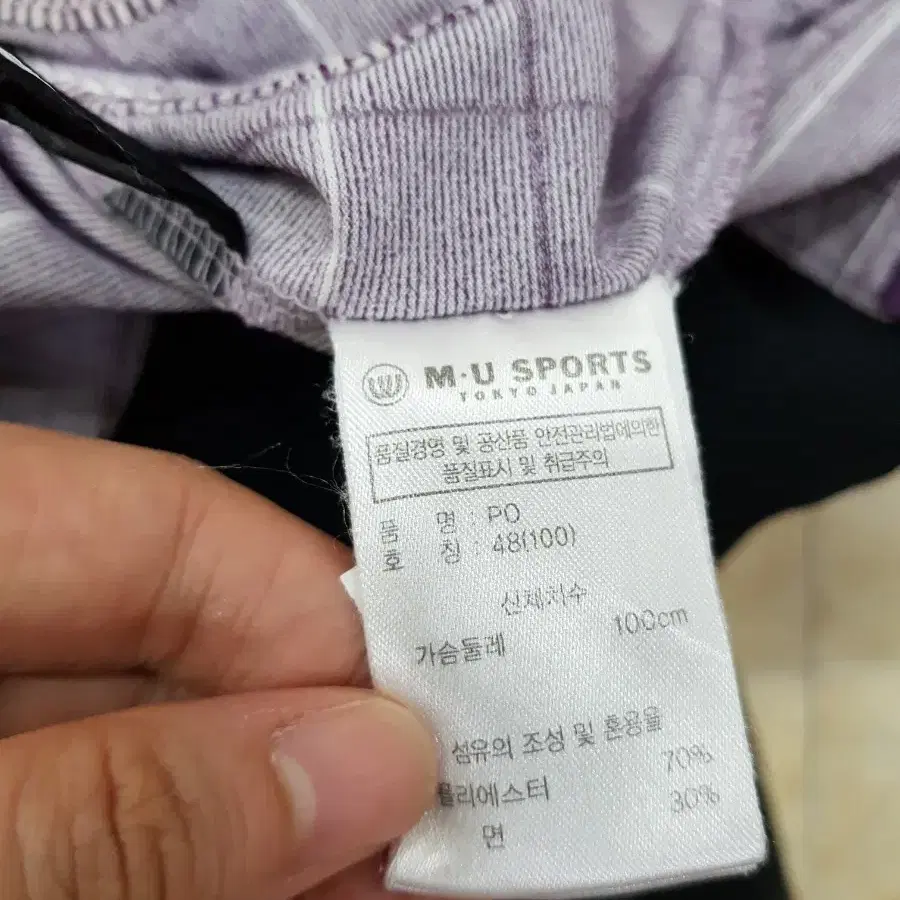 M·U SPORTS
TOKYO JAPAN
품질경영 및 공산품 안전관리법에의한
품질표시 및 취급주의
품 명 : PO
호 칭 : 48(100)
신체치수
가슴둘레 100cm
섬유의 조성 및 혼용율
폴리에스터 70%
면 30%